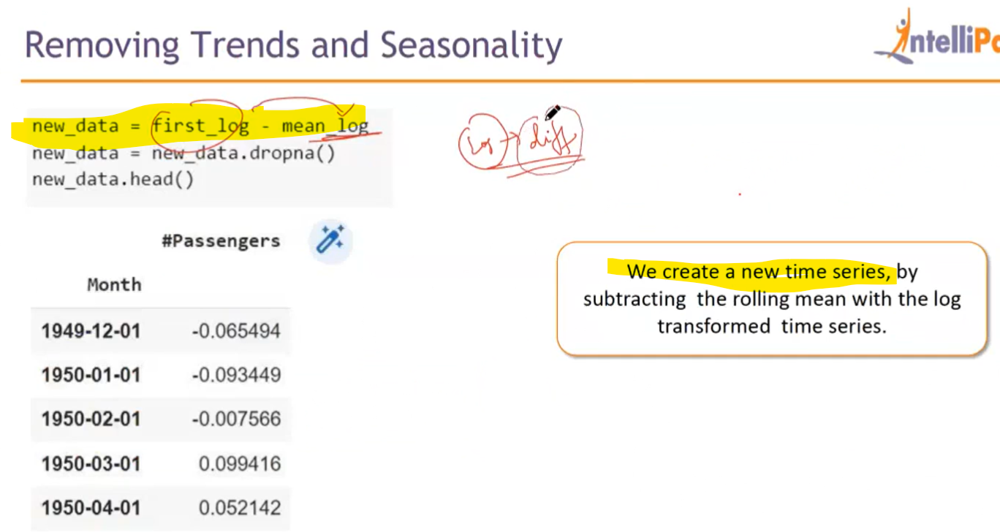 Removing Trends and Seasonality
new_data = first_log - mean_log
new_data = new_data.dropna()
new_data.head()
log
diff
#Passengers
Month
1949-12-01 -0.065494
1950-01-01 -0.093449
1950-02-01 -0.007566
1950-03-01 0.099416
1950-04-01 0.052142
We create a new time series, by
subtracting the rolling mean with the log
transformed time series.